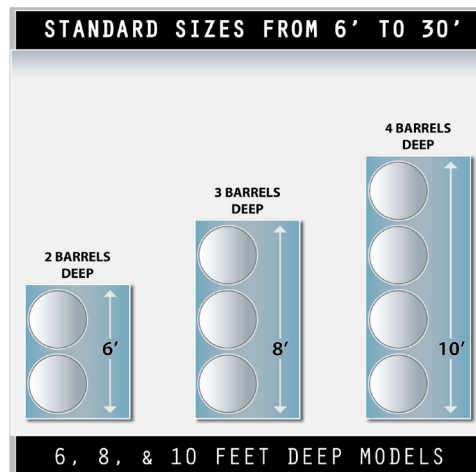 STANDARD SIZES FROM 6' TO 30'
4 BARRELS
DEEP
3 BARRELS
DEEP
2 BARRELS
DEEP
6'
8'
10'
6, 8, & 10 FEET DEEP MODELS